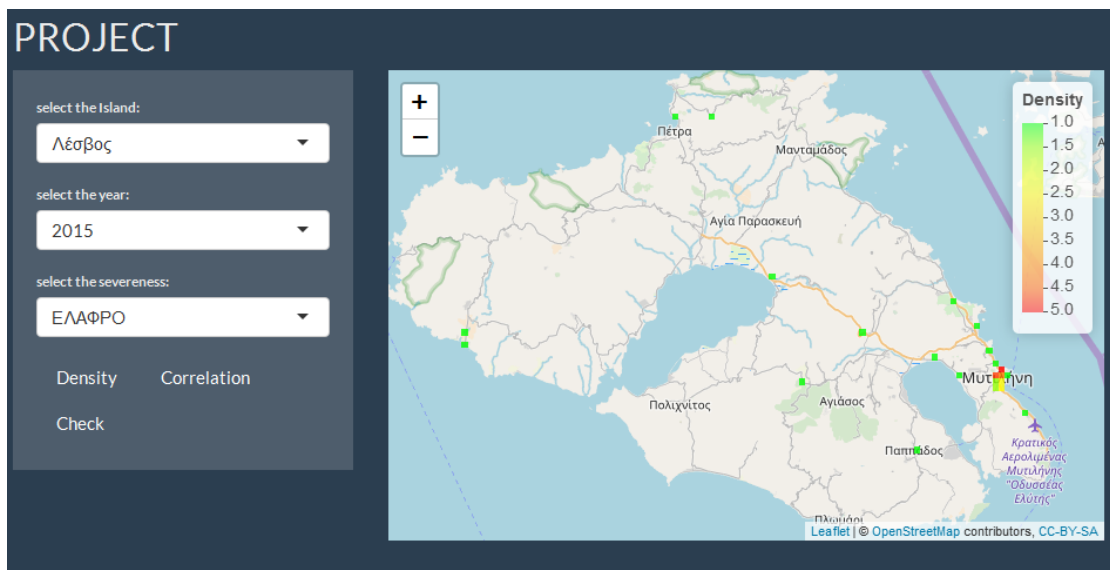 PROJECT
select the Island:
Λέσβος
select the year:
2015
select the severeness:
ΕΛΑΦΡΟ
Density Correlation
Check
+
−
Πέτρα
Μανταμάδος
Αγία Παρασκευή
Πολιχνίτος
Αγιάσος
Μυτιλήνη
Παππάδος
Κρατικός
Αερολιμένας
Μυτιλήνης
"Οδυσσέας
Ελύτης"
Πλωμάρι
Density
1.0
1.5
2.0
2.5
3.0
3.5
4.0
4.5
5.0
Leaflet | © OpenStreetMap contributors, CC-BY-SA